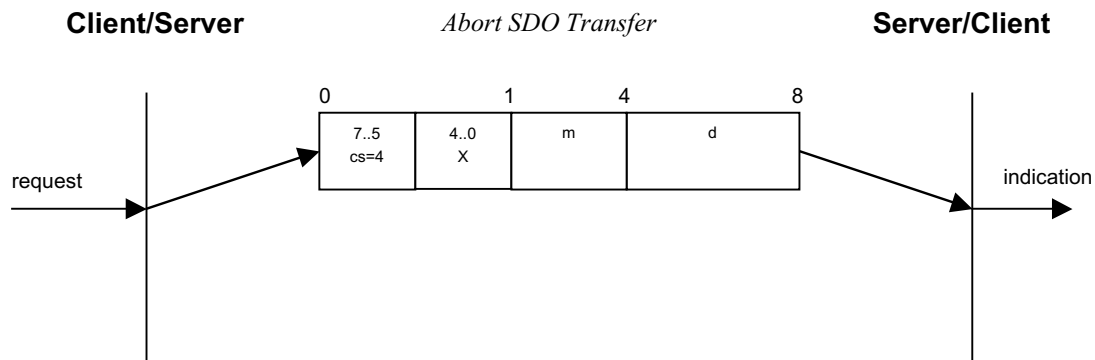 Client/Server Abort SDO Transfer Server/Client
0 1 4 8
7..5 4..0 m d
cs=4 X
request indication